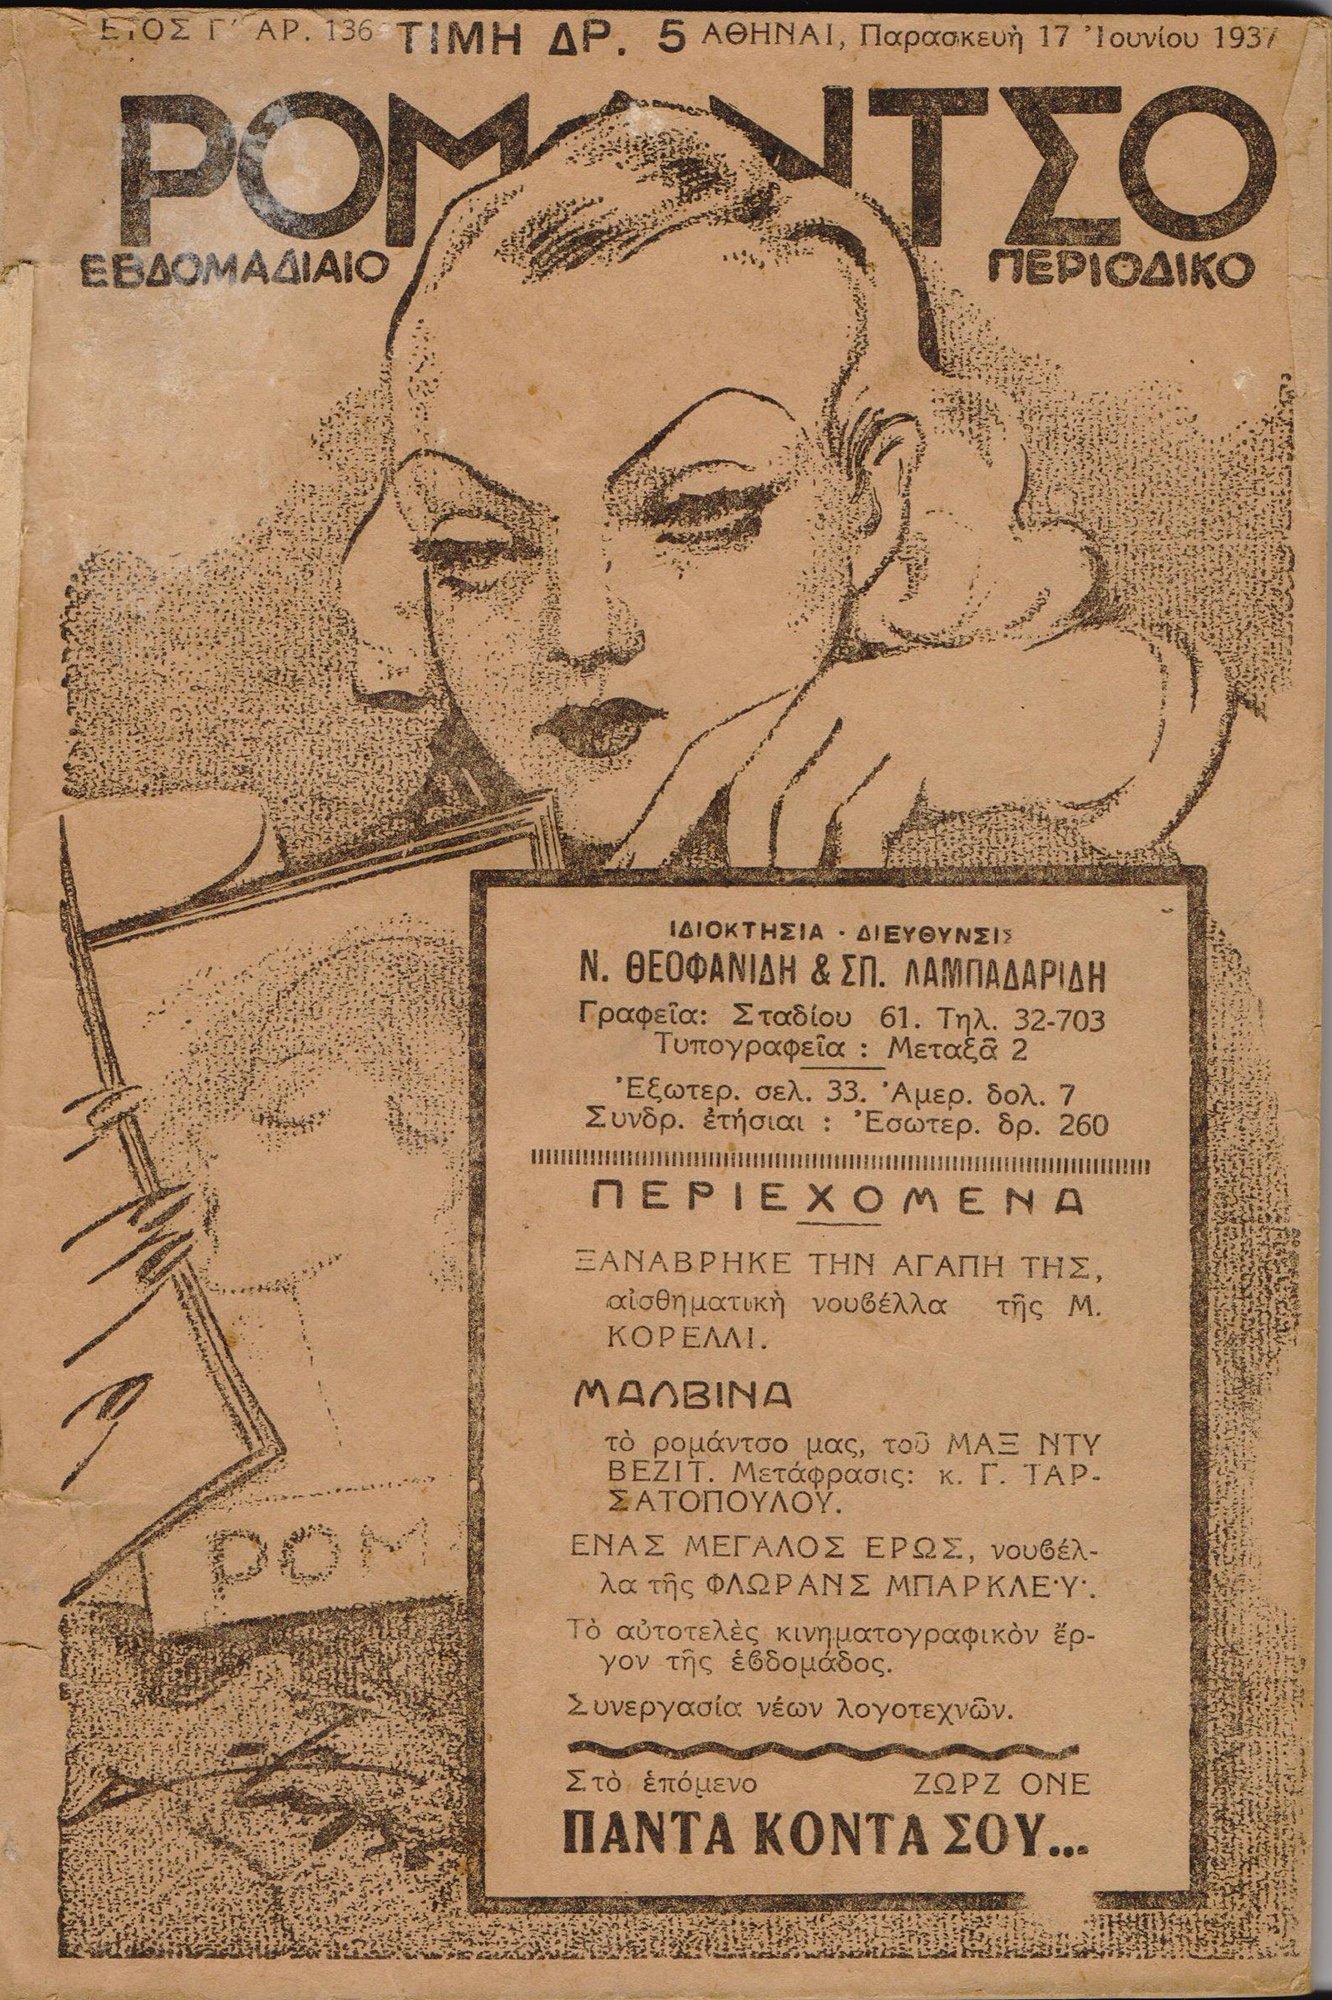 ΕΤΟΣ Γ' ΑΡ. 136 ΤΙΜΗ ΔΡ. 5 ΑΘΗΝΑΙ, Παρασκευὴ 17 Ἰουνίου 1937
ΡΟΜΑΝΤΣΟ
ΕΒΔΟΜΑΔΙΑΙΟ ΠΕΡΙΟΔΙΚΟ
ΙΔΙΟΚΤΗΣΙΑ · ΔΙΕΥΘΥΝΣΙΣ
Ν. ΘΕΟΦΑΝΙΔΗ & ΣΠ. ΛΑΜΠΑΔΑΡΙΔΗ
Γραφεῖα: Σταδίου 61. Τηλ. 32-703
Τυπογραφεῖα : Μεταξᾶ 2
Ἐξωτερ. σελ. 33. Ἀμερ. δολ. 7
Συνδρ. ἐτήσιαι : Ἐσωτερ. δρ. 260
ΠΕΡΙΕΧΟΜΕΝΑ
ΞΑΝΑΒΡΗΚΕ ΤΗΝ ΑΓΑΠΗ ΤΗΣ,
αἰσθηματικὴ νουβέλλα τῆς Μ.
ΚΟΡΕΛΛΙ.
ΜΑΛΒΙΝΑ
τὸ ρομάντσο μας, τοῦ ΜΑΞ ΝΤΥ
ΒΕΖΙΤ. Μετάφρασις: κ. Γ. ΤΑΡ-
ΣΑΤΟΠΟΥΛΟΥ.
ΕΝΑΣ ΜΕΓΑΛΟΣ ΕΡΩΣ, νουβέλ-
λα τῆς ΦΛΩΡΑΝΣ ΜΠΑΡΚΛΕ·Υ·.
Τὸ αὐτοτελὲς κινηματογραφικὸν ἔρ-
γον τῆς ἑβδομάδος.
Συνεργασία νέων λογοτεχνῶν.
Στὸ ἑπόμενο ΖΩΡΖ ΟΝΕ
ΠΑΝΤΑ ΚΟΝΤΑ ΣΟΥ...
ΡΟΜ